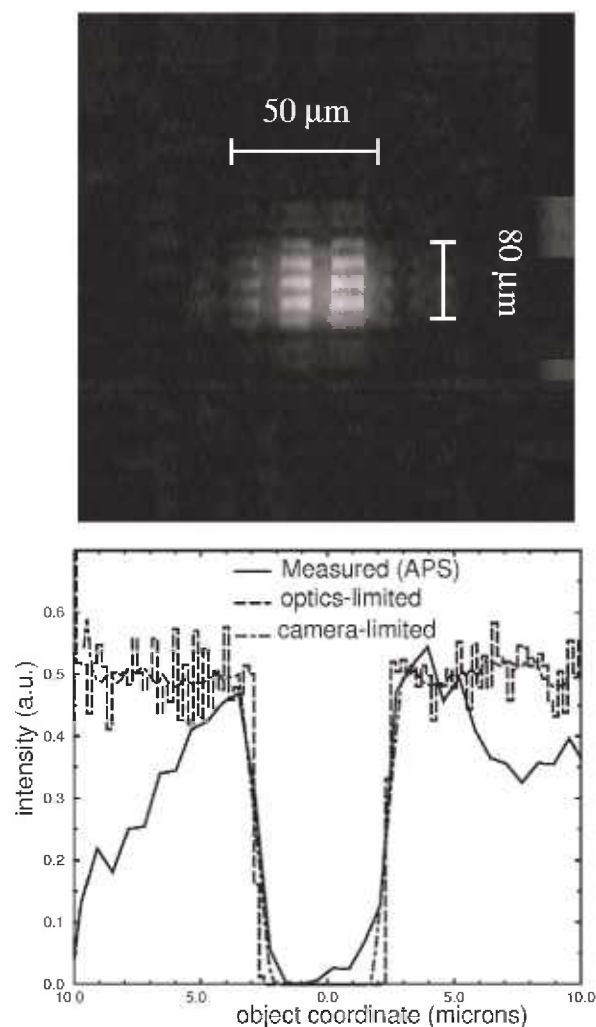 50 μm
80 μm
Measured (APS)
optics-limited
camera-limited
0.6
0.5
0.4
0.3
0.2
0.1
0.0
intensity (a.u.)
10.0 5.0 0.0 5.0 10.0
object coordinate (microns)